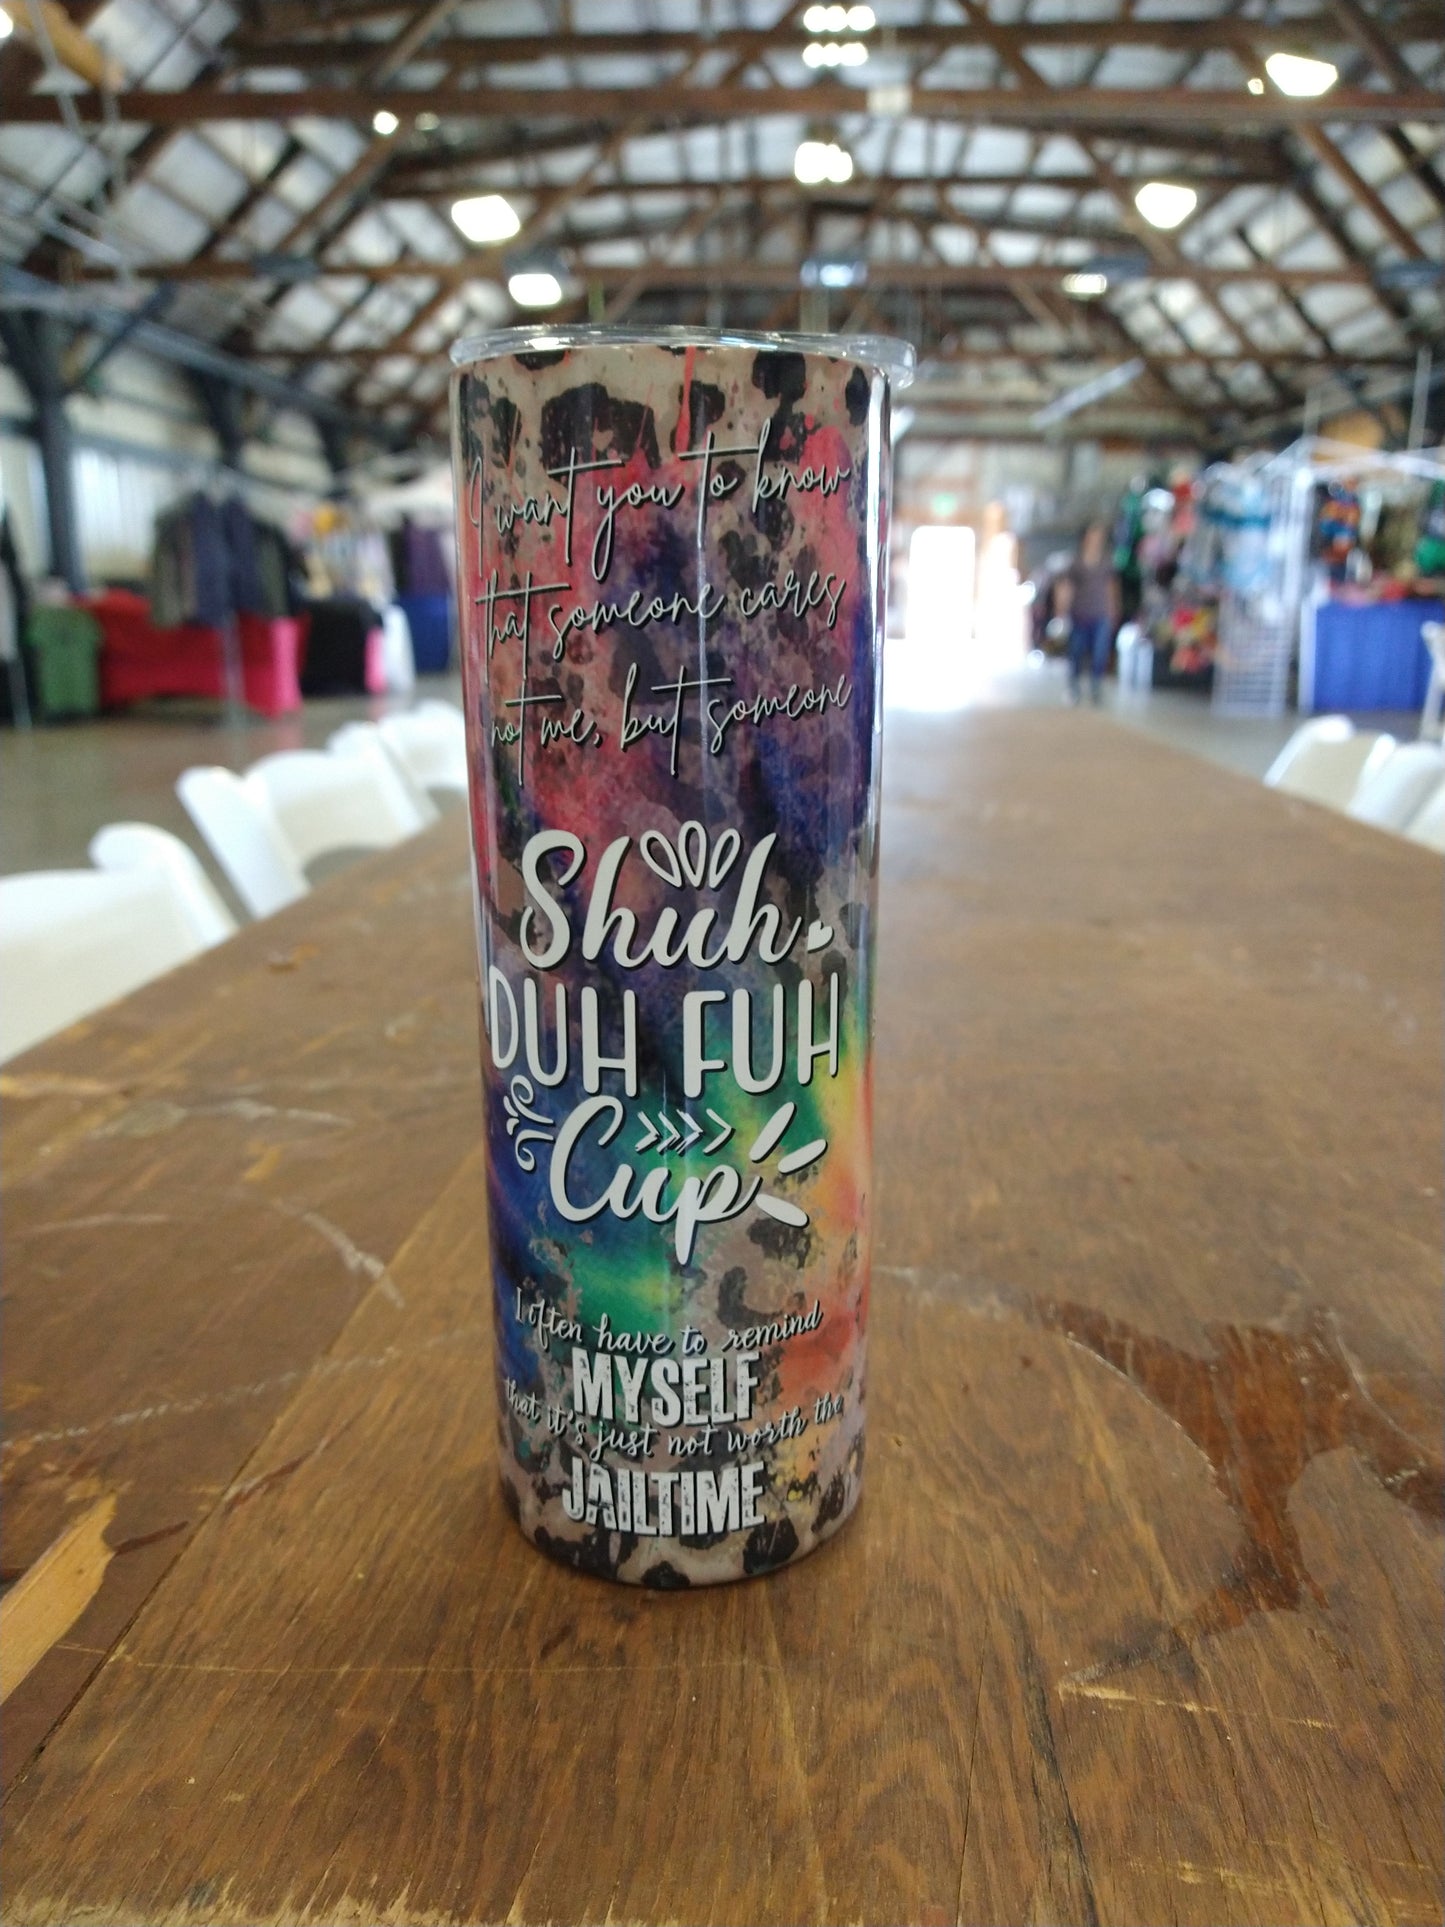 I want you to know
that someone cares
not me, but someone
Shuh.
DUH FUH
Cup
I often have to remind
MYSELF
that it's just not worth the
JAILTIME